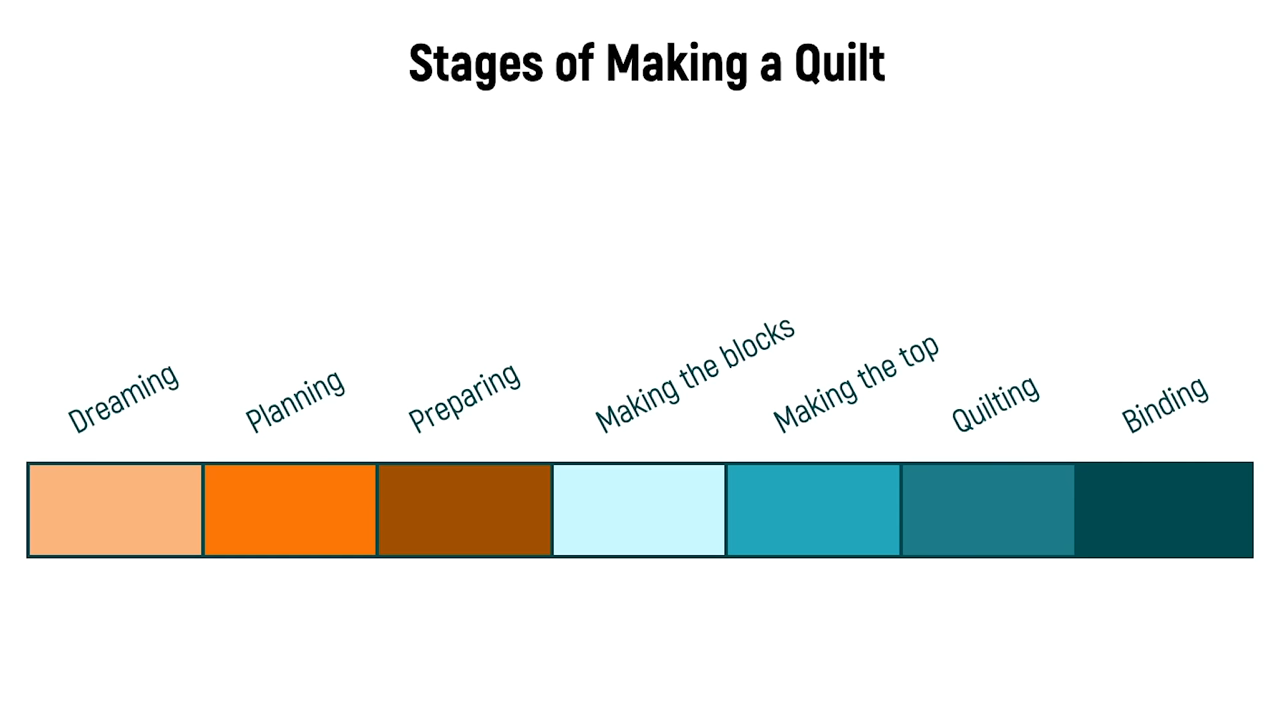 Stages of Making a Quilt
Dreaming
Planning
Preparing
Making the blocks
Making the top
Quilting
Binding